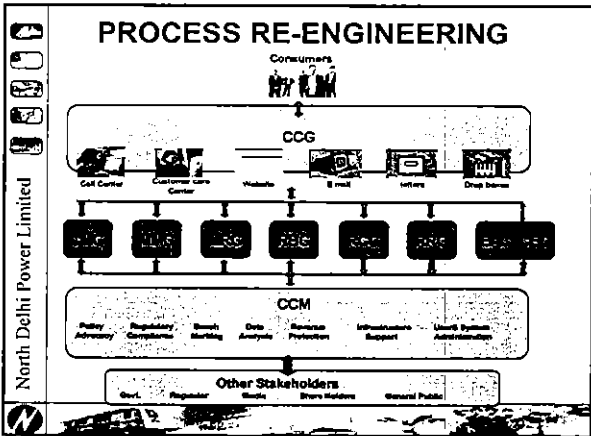 PROCESS RE-ENGINEERING
Consumers
CCG
Call Center
Customer Care Center
Website
E mail
letters
Drop boxes
CCM
Policy Advocacy
Regulatory Compliance
Bench Marking
Data Analysis
Revenue Protection
Infrastructure Support
User& System Administration
Other Stakeholders
Govt.
Regulator
Media
Share Holders
General Public
North Delhi Power Limited